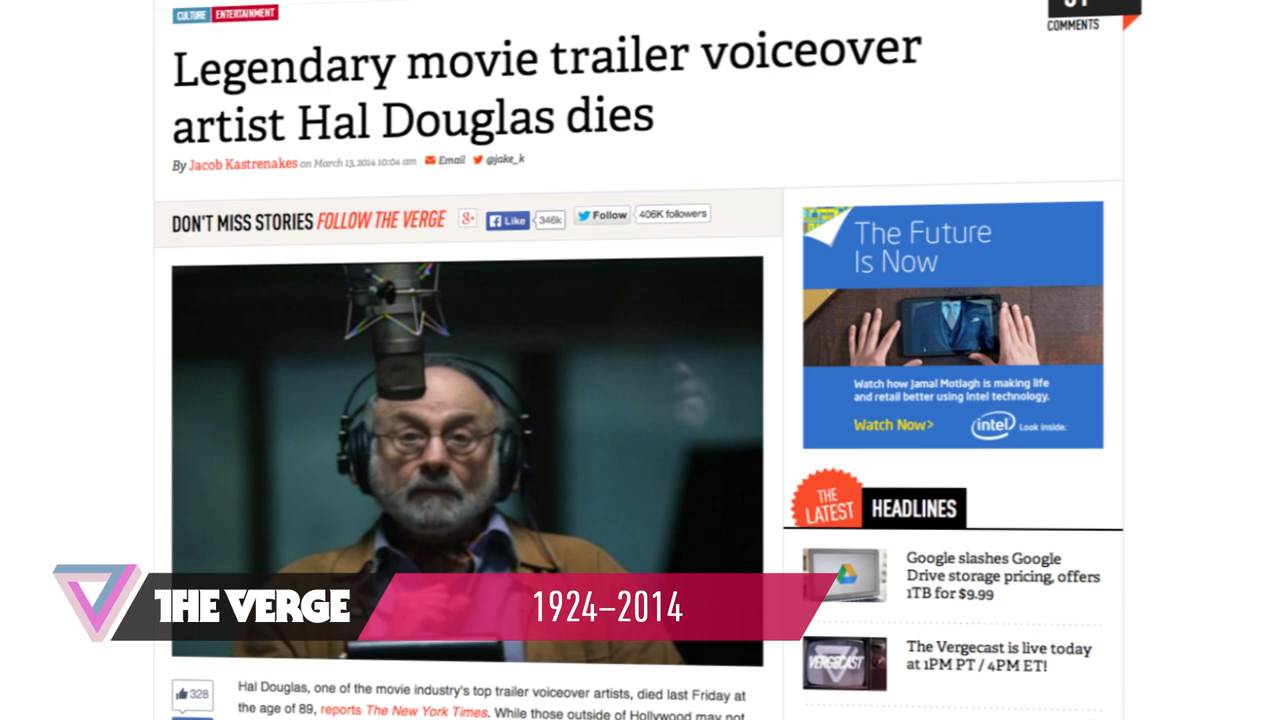 CULTURE ENTERTAINMENT
COMMENTS
Legendary movie trailer voiceover
artist Hal Douglas dies
By Jacob Kastrenakes on March 13, 2014 10:04 am Email @jake_k
DON'T MISS STORIES FOLLOW THE VERGE 8+ Like 346k Follow 406K followers
The Future
Is Now
Watch how Jamal Motlagh is making life
and retail better using Intel technology.
Watch Now>
intel Look inside:
THE LATEST HEADLINES
Google slashes Google
Drive storage pricing, offers
1TB for $9.99
The Vergecast is live today
at 1PM PT / 4PM ET!
VERGECAST
THE VERGE
1924–2014
328
Hal Douglas, one of the movie industry's top trailer voiceover artists, died last Friday at
the age of 89, reports The New York Times. While those outside of Hollywood may not